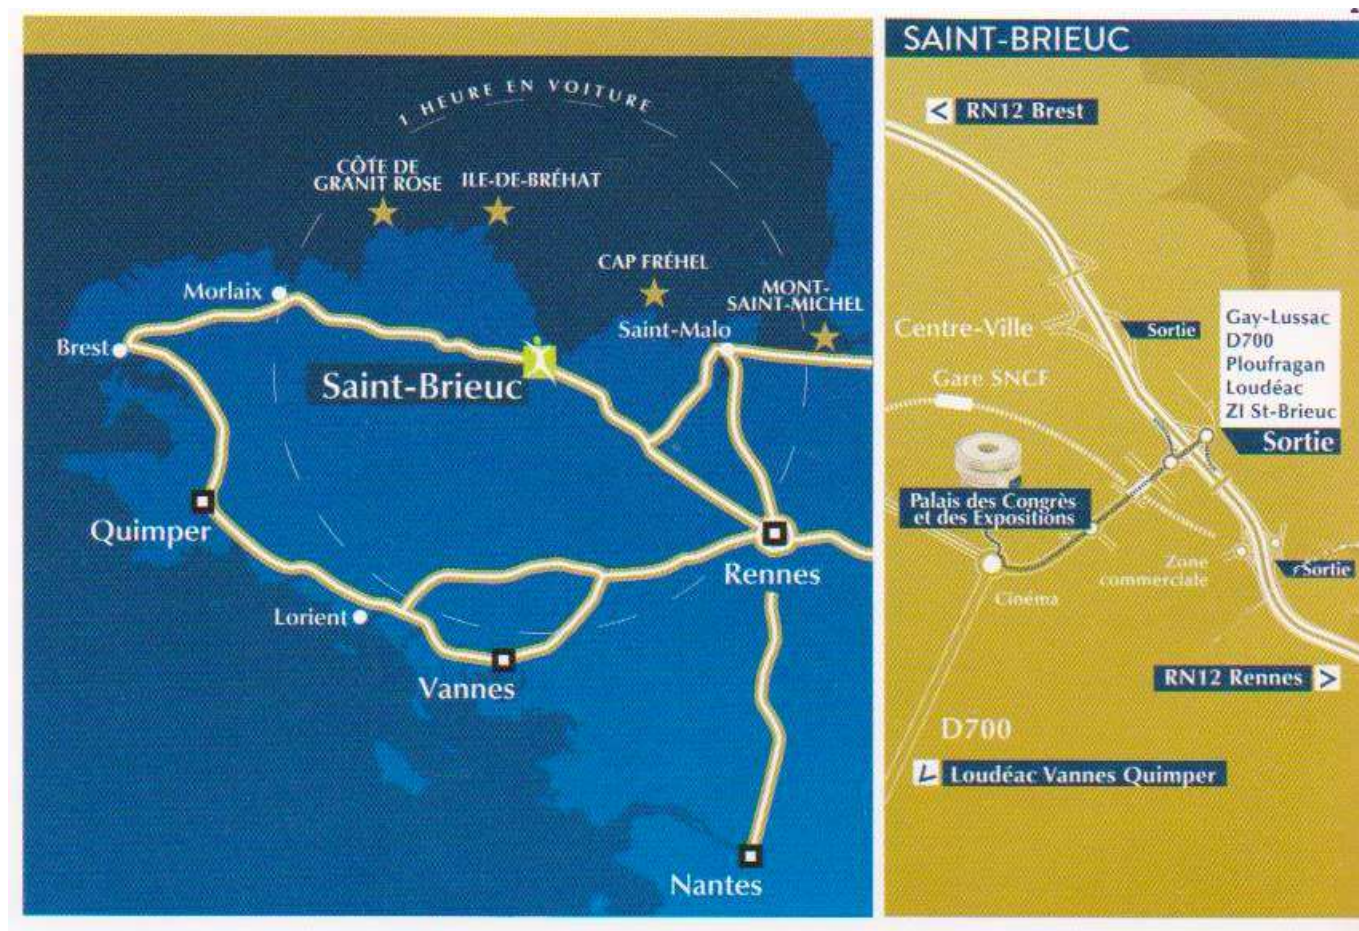 1 HEURE EN VOITURE
CÔTE DE
GRANIT ROSE
ILE-DE-BRÉHAT
CAP FRÉHEL
MONT-
SAINT-MICHEL
Morlaix
Saint-Malo
Brest
Saint-Brieuc
Quimper
Rennes
Lorient
Vannes
Nantes
SAINT-BRIEUC
< RN12 Brest
Centre-Ville
Sortie
Gay-Lussac
D700
Ploufragan
Loudéac
ZI St-Brieuc
Sortie
Gare SNCF
Palais des Congrès
et des Expositions
Zone
commerciale
Sortie
Cinéma
RN12 Rennes >
D700
Loudéac Vannes Quimper